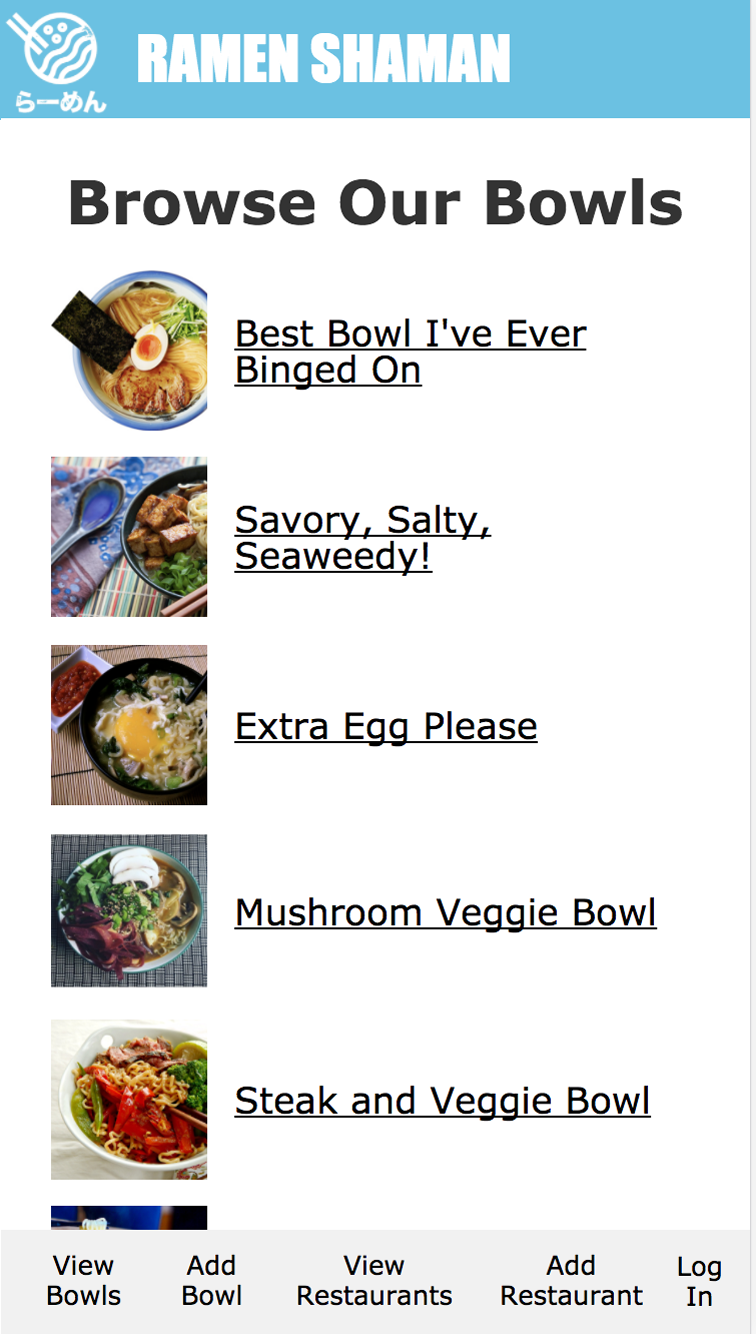 らーめん
RAMEN SHAMAN
Browse Our Bowls
Best Bowl I've Ever
Binged On
Savory, Salty,
Seaweedy!
Extra Egg Please
Mushroom Veggie Bowl
Steak and Veggie Bowl
View
Bowls
Add
Bowl
View
Restaurants
Add
Restaurant
Log
In